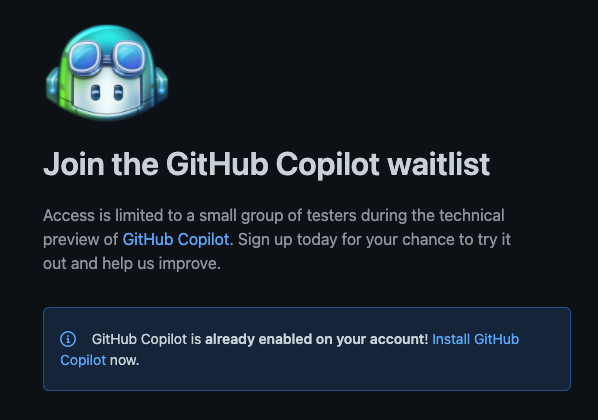 Join the GitHub Copilot waitlist
Access is limited to a small group of testers during the technical
preview of GitHub Copilot. Sign up today for your chance to try it
out and help us improve.
GitHub Copilot is already enabled on your account! Install GitHub
Copilot now.